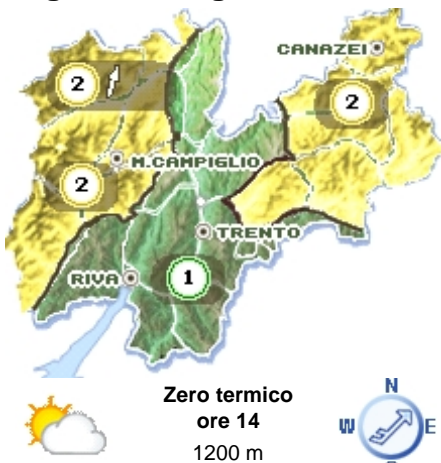 CANAZEI
2
2
M.CAMPIGLIO
2
TRENTO
RIVA
1
Zero termico
ore 14
1200 m
N
W
E